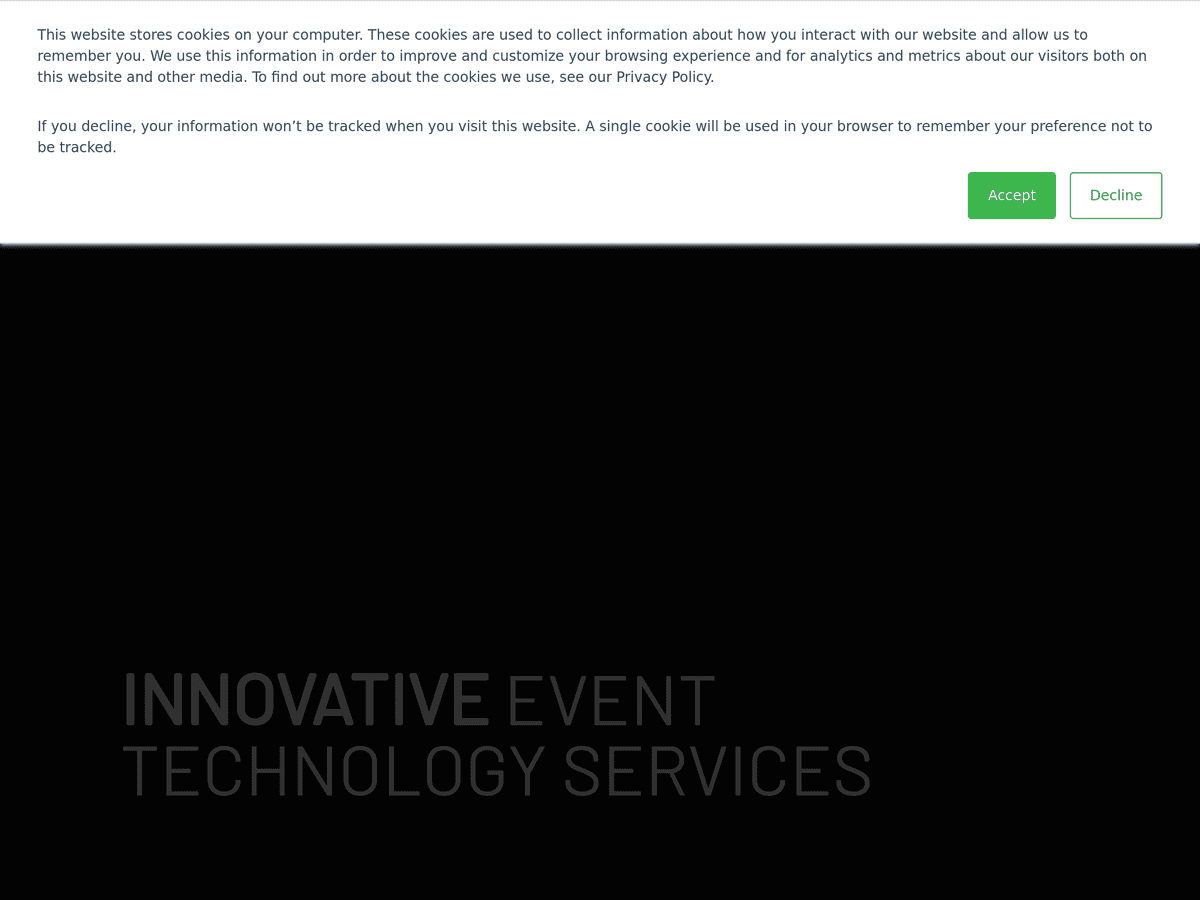 This website stores cookies on your computer. These cookies are used to collect information about how you interact with our website and allow us to
remember you. We use this information in order to improve and customize your browsing experience and for analytics and metrics about our visitors both on
this website and other media. To find out more about the cookies we use, see our Privacy Policy.
If you decline, your information won’t be tracked when you visit this website. A single cookie will be used in your browser to remember your preference not to
be tracked.
Accept Decline
INNOVATIVE EVENT
TECHNOLOGY SERVICES